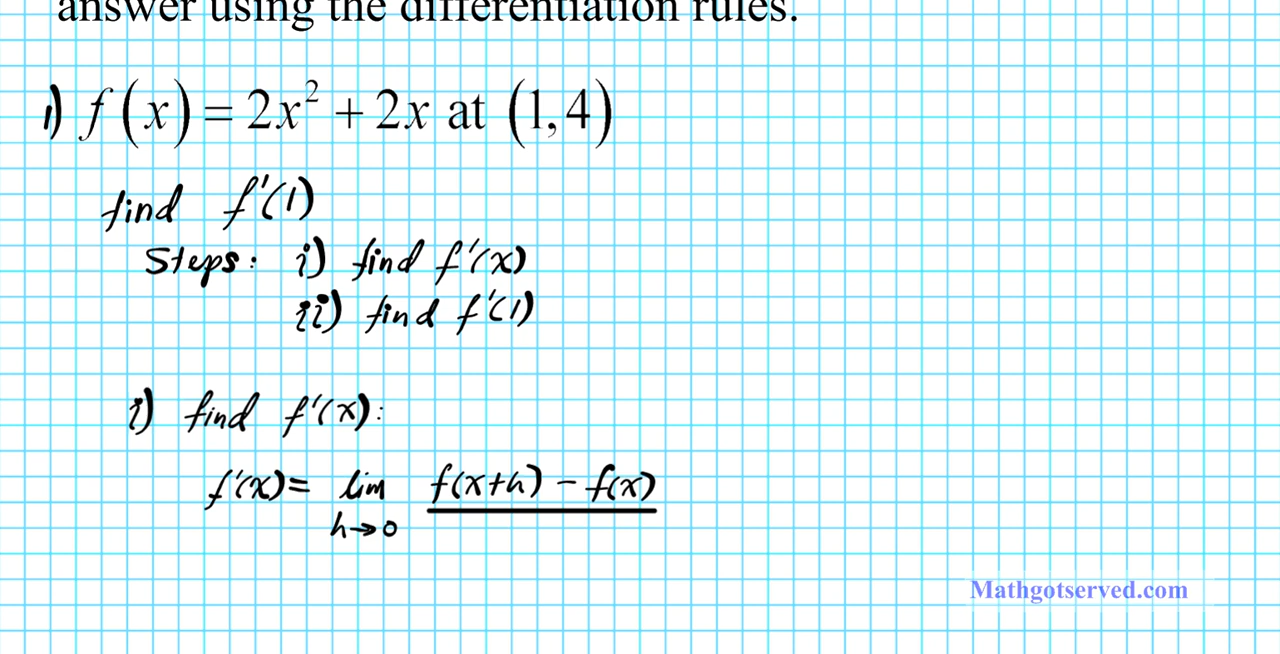 answer using the differentiation rules.
i) f(x) = 2x² + 2x at (1,4)
find f'(1)
Steps: i) find f'(x)
ii) find f'(1)
i) find f'(x):
f'(x) = lim f(x+h) - f(x)
h→0
Mathgotserved.com